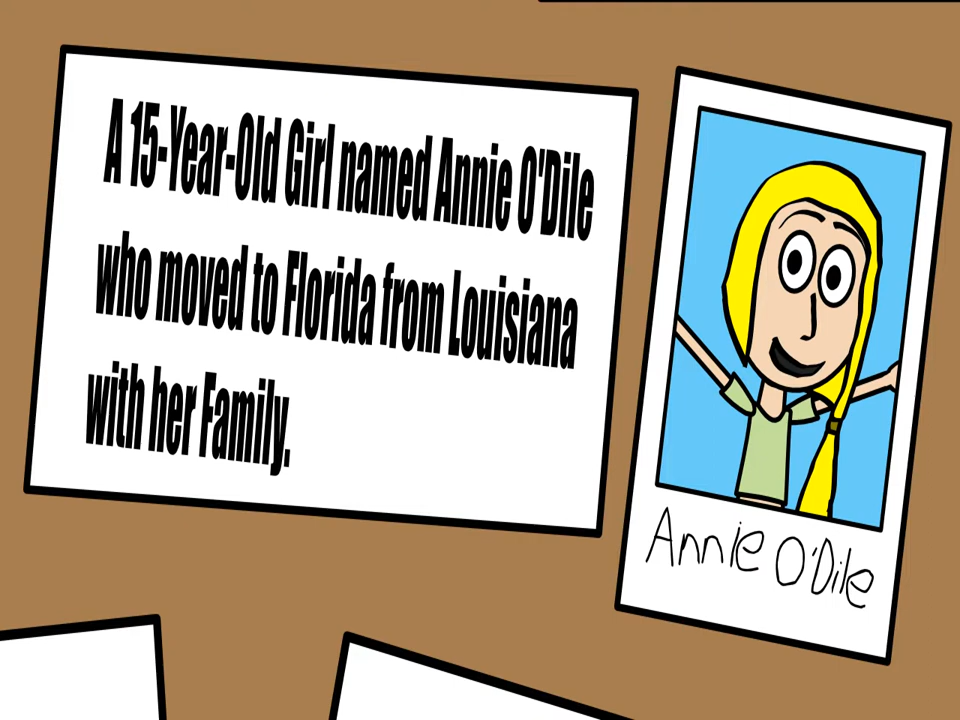 A 15-Year-Old Girl named Annie O'Dile
who moved to Florida from Louisiana
with her Family.
Annie O'Dile